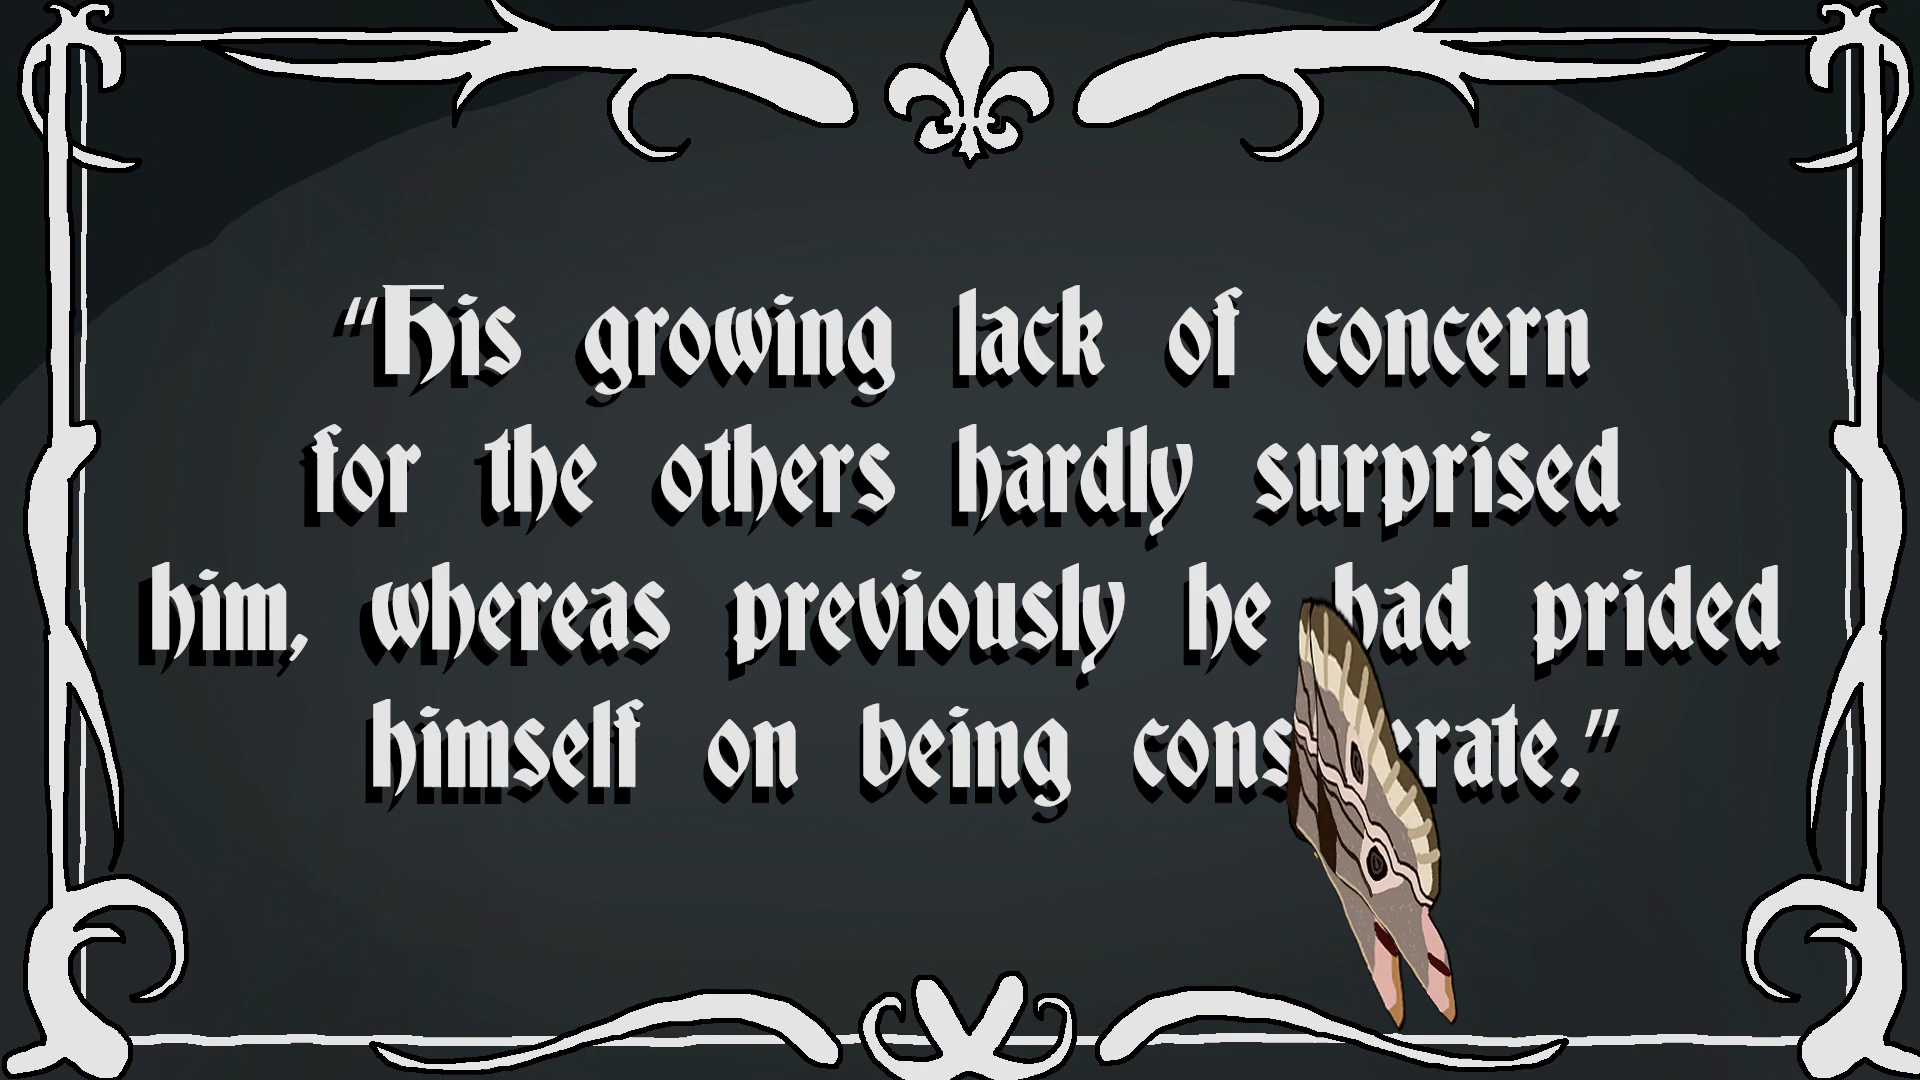 “His growing lack of concern
for the others hardly surprised
him, whereas previously he had prided
himself on being considerate.”